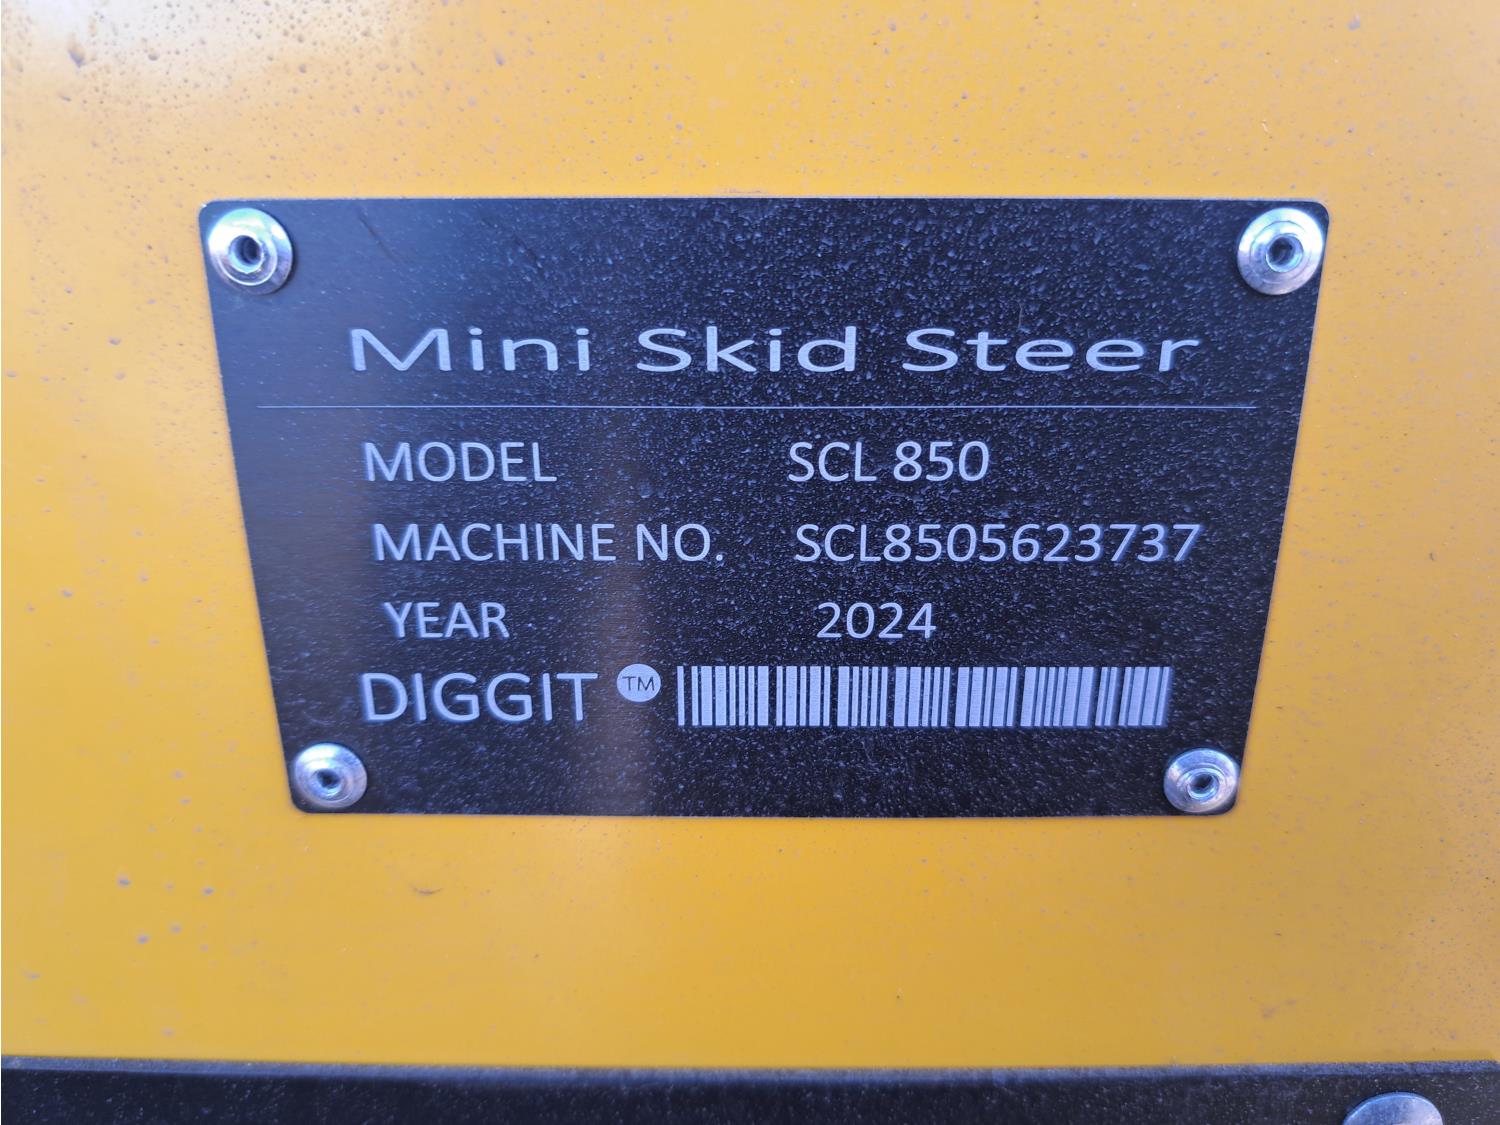 Mini Skid Steer
MODEL SCL 850
MACHINE NO. SCL8505623737
YEAR 2024
DIGGIT TM